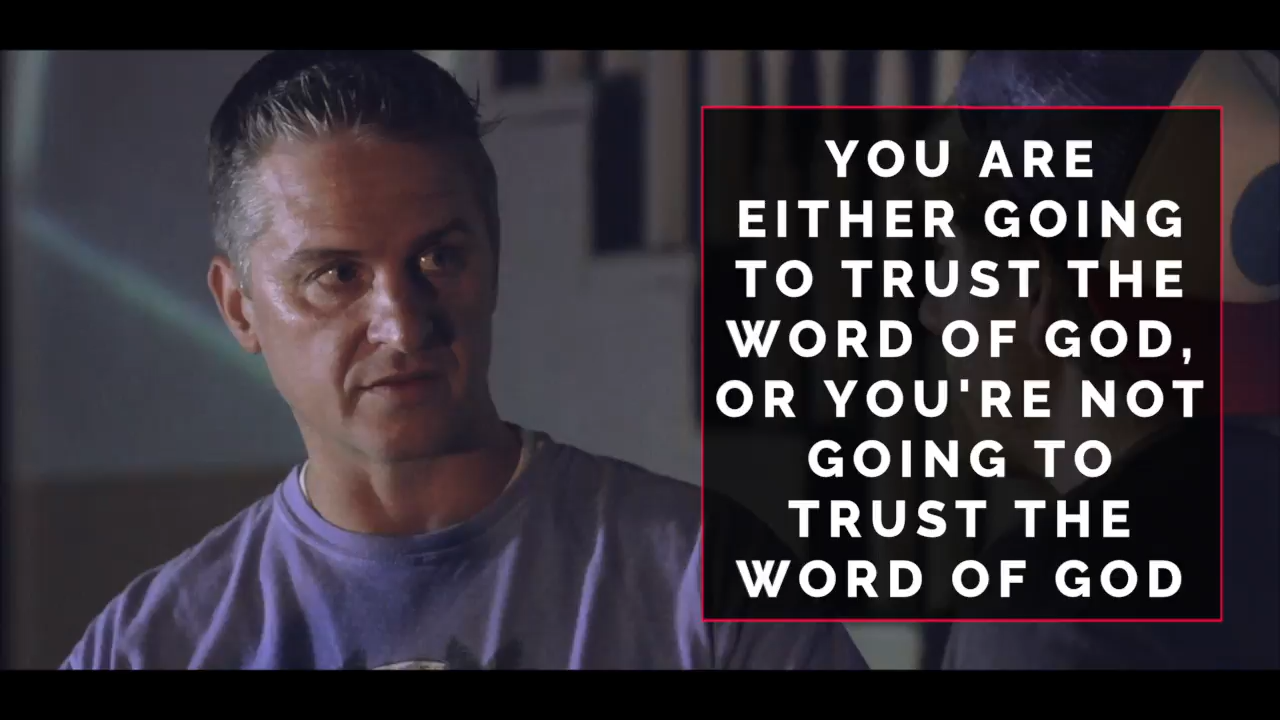 YOU ARE
EITHER GOING
TO TRUST THE
WORD OF GOD,
OR YOU'RE NOT
GOING TO
TRUST THE
WORD OF GOD